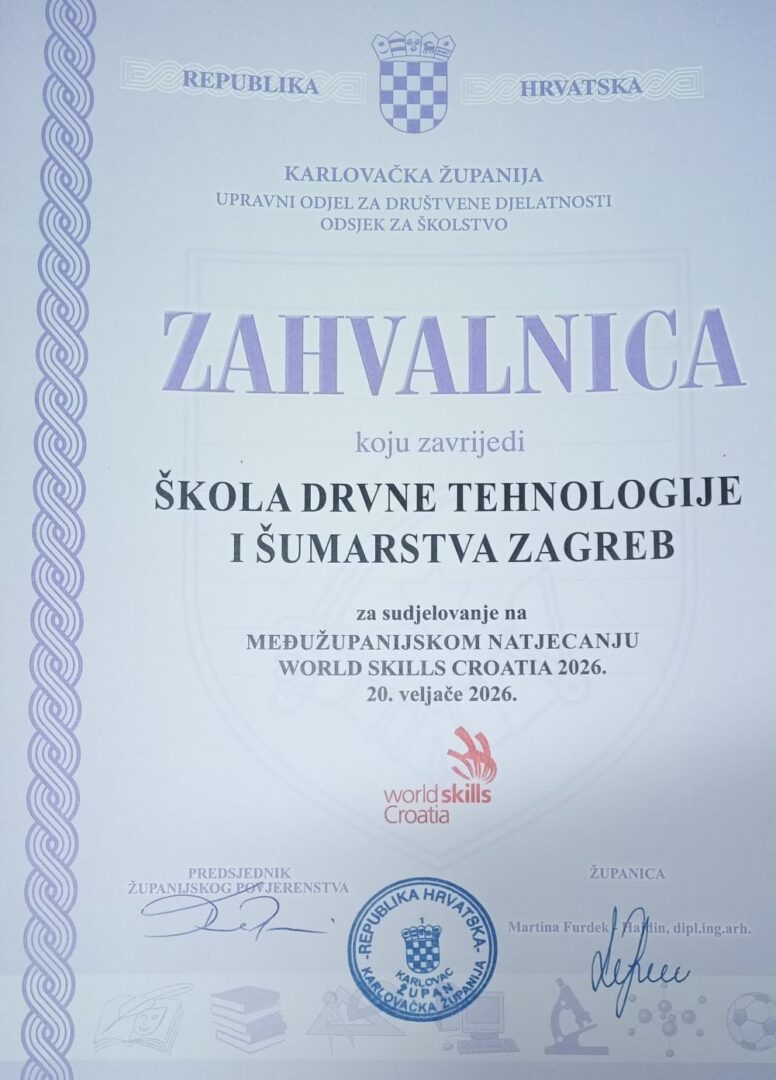 REPUBLIKA HRVATSKA
KARLOVAČKA ŽUPANIJA
UPRAVNI ODJEL ZA DRUŠTVENE DJELATNOSTI
ODSJEK ZA ŠKOLSTVO
ZAHVALNICA
koju zavrijedi
ŠKOLA DRVNE TEHNOLOGIJE
I ŠUMARSTVA ZAGREB
za sudjelovanje na
MEĐUŽUPANIJSKOM NATJECANJU
WORLD SKILLS CROATIA 2026.
20. veljače 2026.
worldskills
Croatia
PREDSJEDNIK
ŽUPANIJSKOG POVJERENSTVA
REPUBLIKA HRVATSKA
1
KARLOVAC
ŽUPAN
KARLOVAČKA ŽUPANIJA
ŽUPANICA
Martina Furdek - Hajdin, dipl.ing.arh.